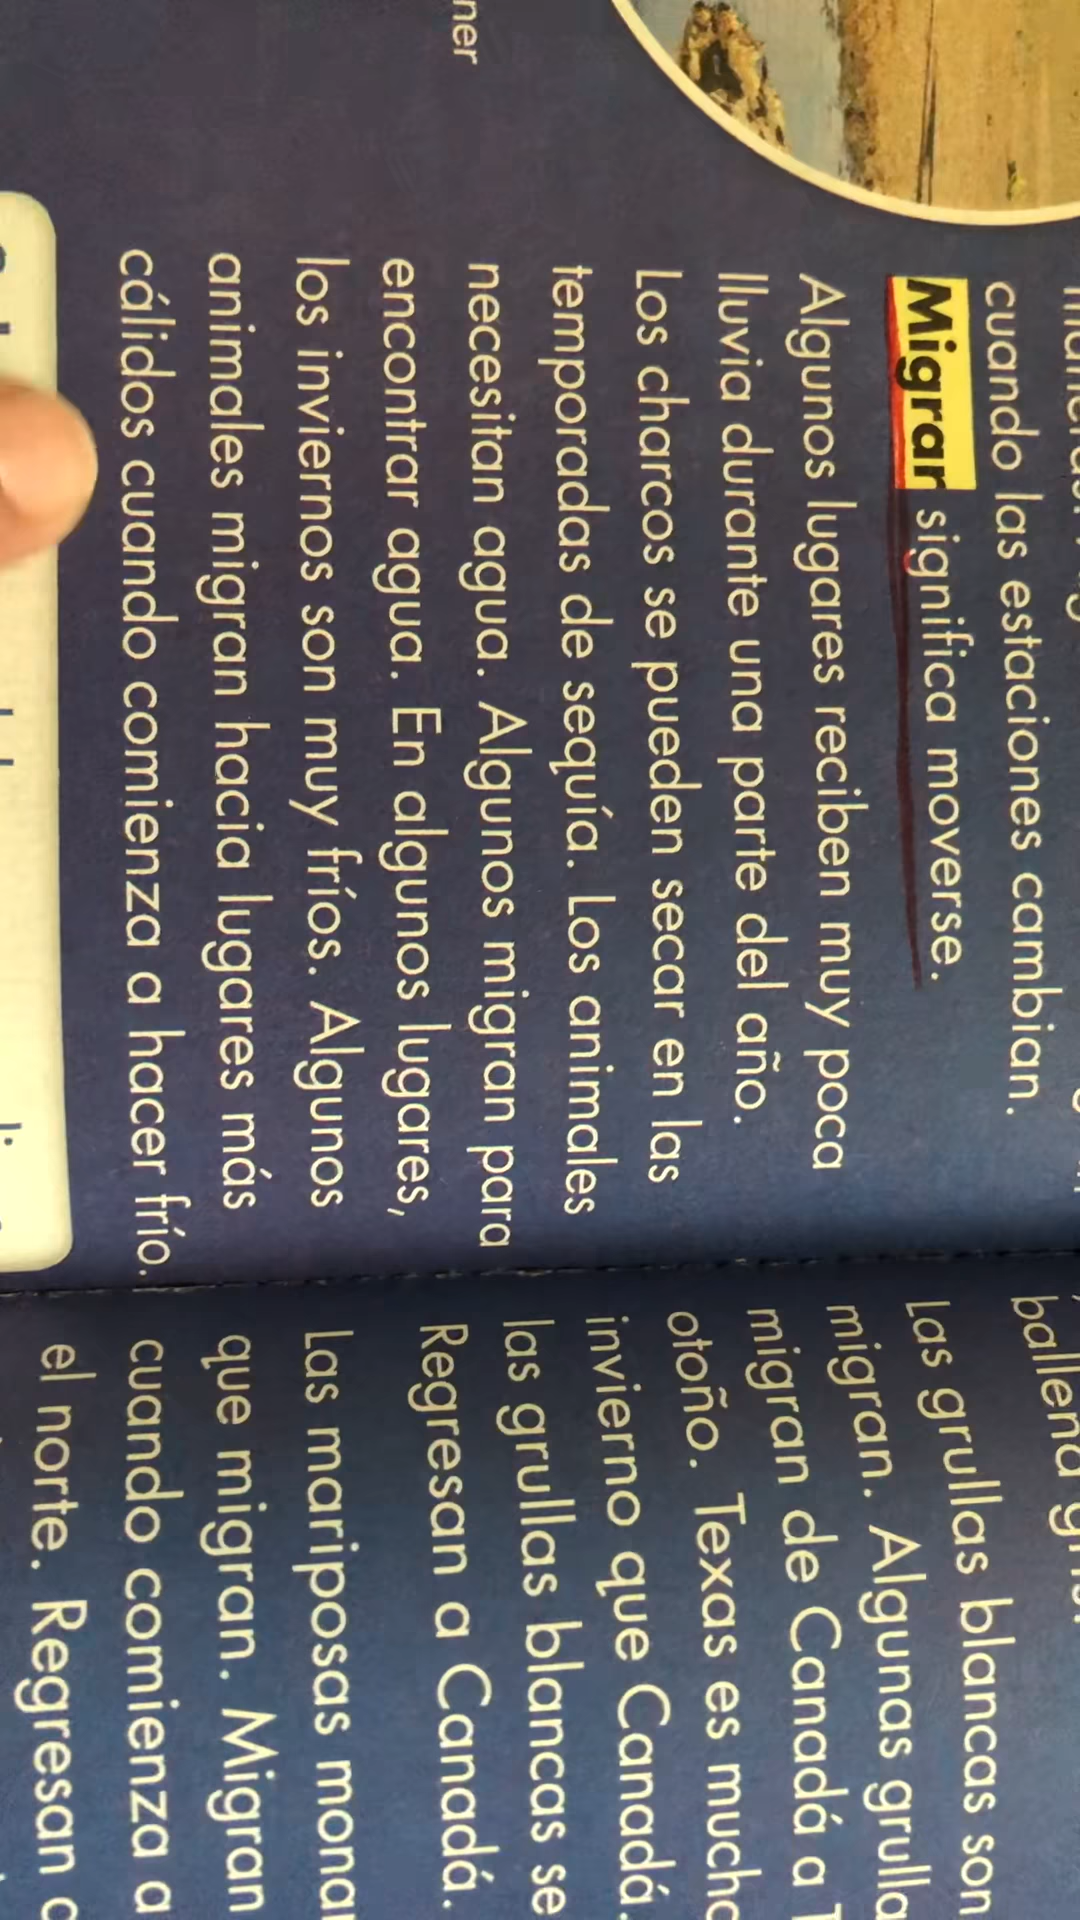 cuando las estaciones cambian.
Migrar significa moverse.
Algunos lugares reciben muy poca
lluvia durante una parte del año.
Los charcos se pueden secar en las
temporadas de sequía. Los animales
necesitan agua. Algunos migran para
encontrar agua. En algunos lugares,
los inviernos son muy fríos. Algunos
animales migran hacia lugares más
cálidos cuando comienza a hacer frío.
ballena
Las grullas blancas son
migran. Algunas
migran de Canadá a
otoño. Texas es
invierno que Canadá.
las grullas blancas se
Regresan a Canadá.
Las mariposas
que migran. Migran
cuando comienza a
el norte. Regresan